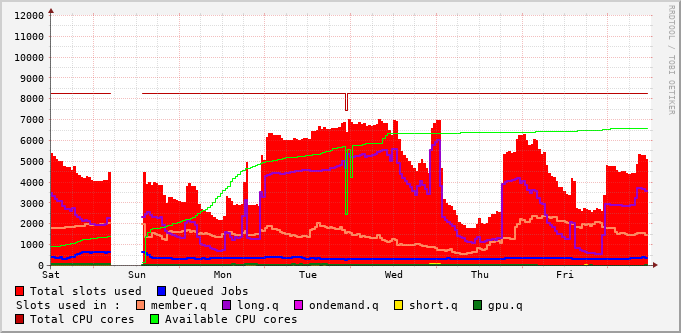 12000
11000
10000
9000
8000
7000
6000
5000
4000
3000
2000
1000
0
Sat Sun Mon Tue Wed Thu Fri
Total slots used Queued Jobs
Slots used in : member.q long.q ondemand.q short.q gpu.q
Total CPU cores Available CPU cores
RRDTOOL / TOBI OETIKER